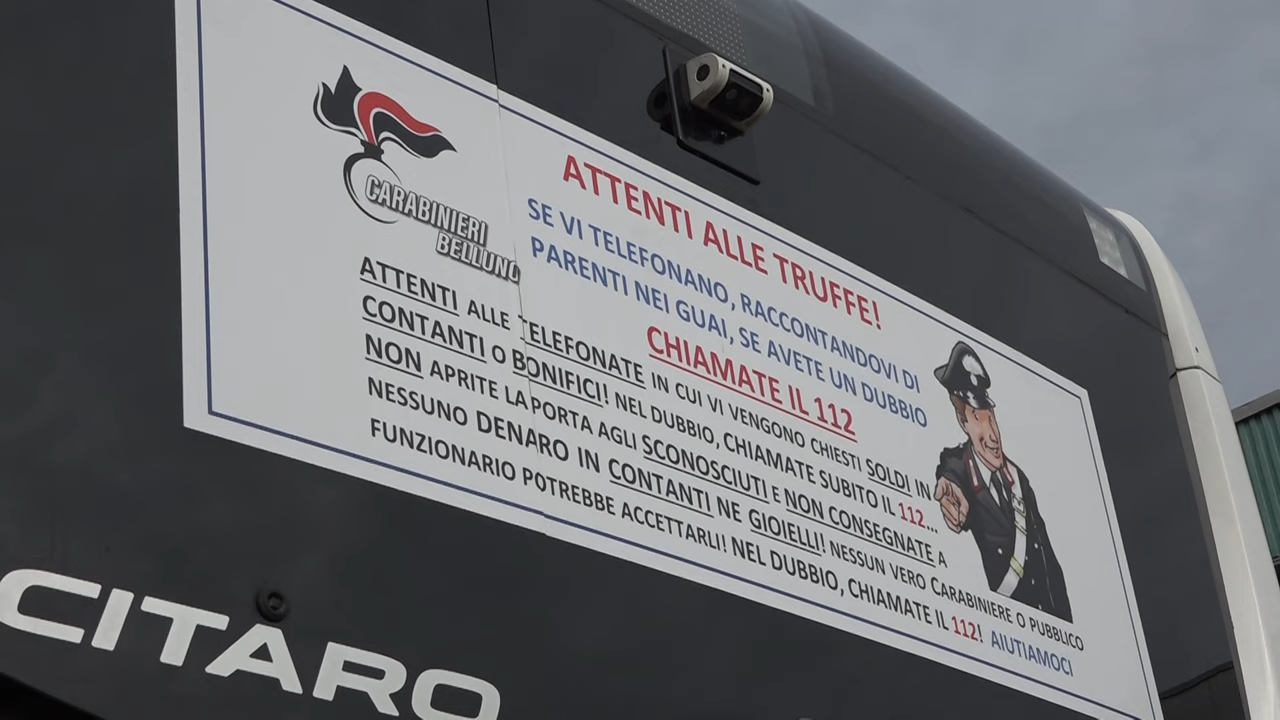 CARABINIERI
BELLUNO
ATTENTI ALLE TRUFFE!
SE VI TELEFONANO, RACCONTANDOVI DI
PARENTI NEI GUAI, SE AVETE UN DUBBIO
CHIAMATE IL 112
ATTENTI ALLE TELEFONATE IN CUI VI VENGONO CHIESTI SOLDI IN
CONTANTI O BONIFICI! NEL DUBBIO, CHIAMATE SUBITO IL 112...
NON APRITE LA PORTA AGLI SCONOSCIUTI E NON CONSEGNATE A
NESSUNO DENARO IN CONTANTI NE GIOIELLI! NESSUN VERO CARABINIERE O PUBBLICO
FUNZIONARIO POTREBBE ACCETTARLI! NEL DUBBIO, CHIAMATE IL 112! AIUTIAMOCI
CITARO